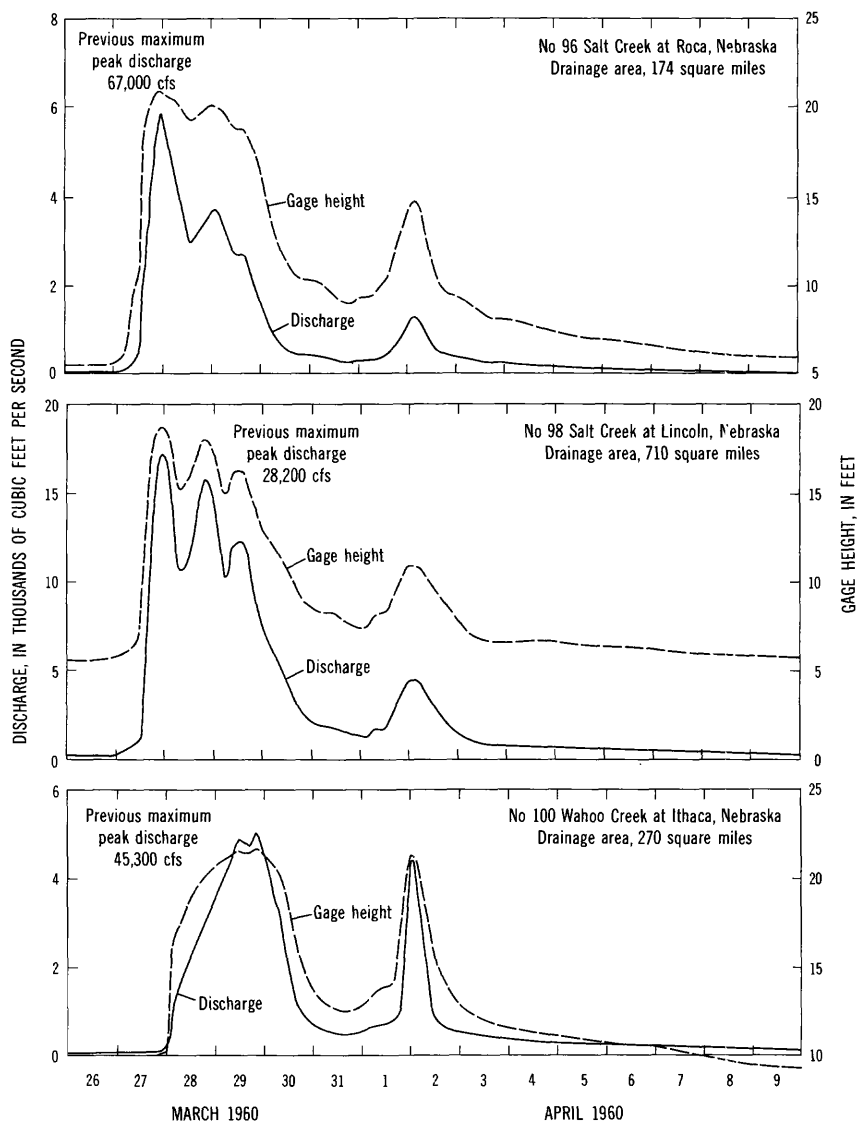 8
6
4
2
0
Previous maximum
peak discharge
67,000 cfs
No 96 Salt Creek at Roca, Nebraska
Drainage area, 174 square miles
Gage height
Discharge
25
20
15
10
5
20
15
10
5
0
Previous maximum
peak discharge
28,200 cfs
No 98 Salt Creek at Lincoln, Nebraska
Drainage area, 710 square miles
Gage height
Discharge
20
15
10
5
0
6
4
2
0
Previous maximum
peak discharge
45,300 cfs
No 100 Wahoo Creek at Ithaca, Nebraska
Drainage area, 270 square miles
Gage height
Discharge
25
20
15
10
DISCHARGE, IN THOUSANDS OF CUBIC FEET PER SECOND
GAGE HEIGHT, IN FEET
26 27 28 29 30 31 1 2 3 4 5 6 7 8 9
MARCH 1960 APRIL 1960